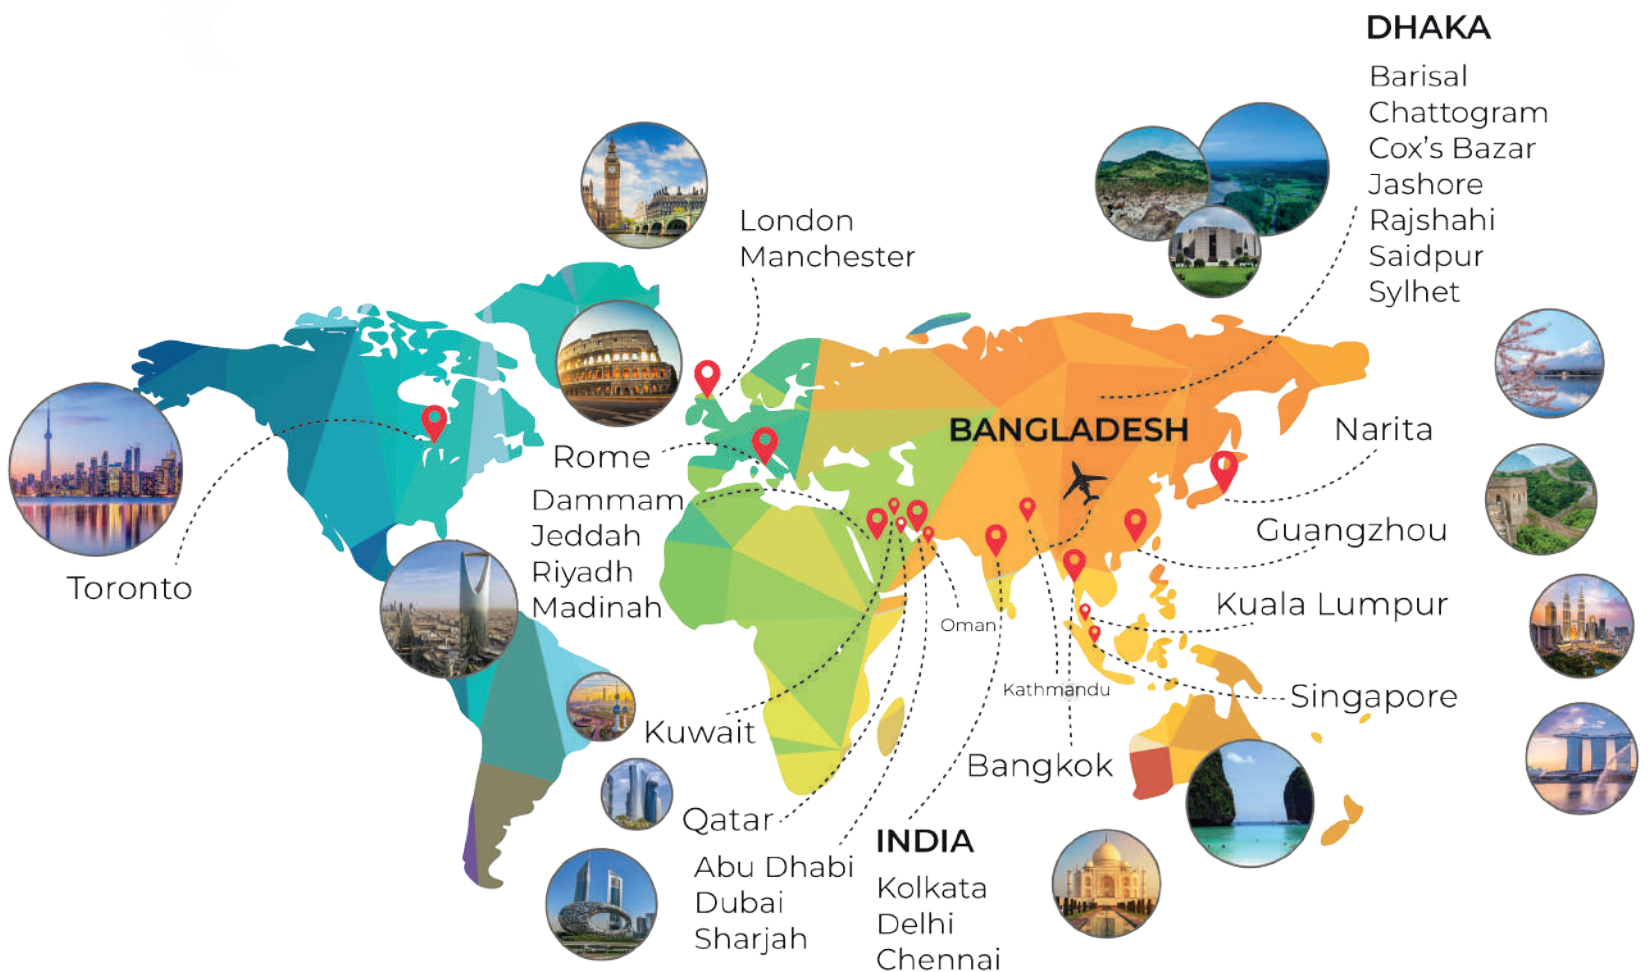 DHAKA
Barisal
Chattogram
Cox's Bazar
Jashore
Rajshahi
Saidpur
Sylhet
London
Manchester
BANGLADESH
Narita
Rome
Dammam
Jeddah
Riyadh
Madinah
Guangzhou
Toronto
Kuala Lumpur
Oman
Kathmandu
Singapore
Kuwait
Bangkok
Qatar
Abu Dhabi
Dubai
Sharjah
INDIA
Kolkata
Delhi
Chennai